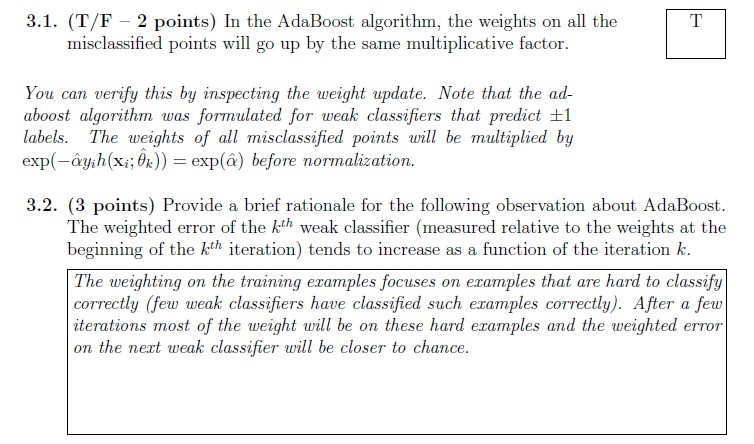 3.1. (T/F – 2 points) In the AdaBoost algorithm, the weights on all the
misclassified points will go up by the same multiplicative factor.
T
You can verify this by inspecting the weight update. Note that the ad-
aboost algorithm was formulated for weak classifiers that predict ±1
labels. The weights of all misclassified points will be multiplied by
exp(−α̂yᵢh(xᵢ; θ̂ₖ)) = exp(α̂) before normalization.
3.2. (3 points) Provide a brief rationale for the following observation about AdaBoost.
The weighted error of the kᵗʰ weak classifier (measured relative to the weights at the
beginning of the kᵗʰ iteration) tends to increase as a function of the iteration k.
The weighting on the training examples focuses on examples that are hard to classify
correctly (few weak classifiers have classified such examples correctly). After a few
iterations most of the weight will be on these hard examples and the weighted error
on the next weak classifier will be closer to chance.